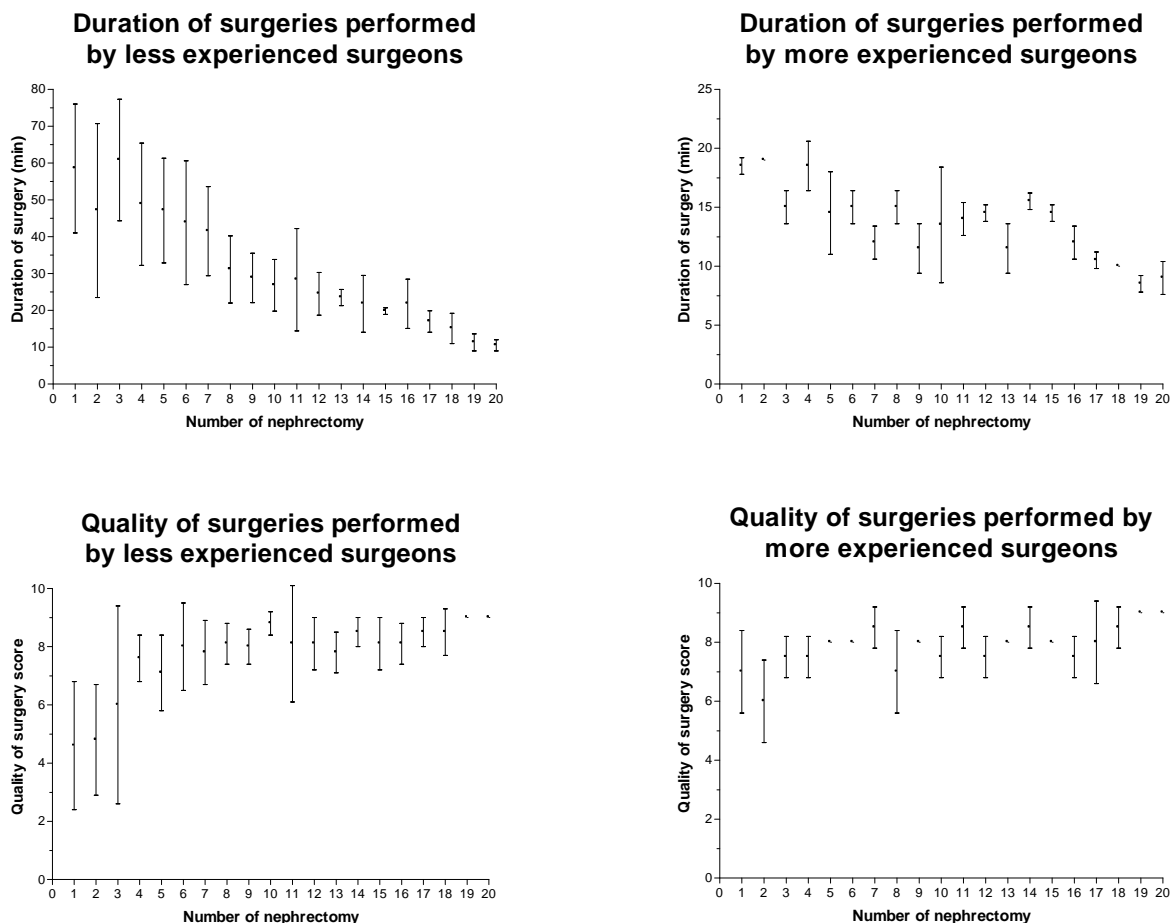 Duration of surgeries performed
by less experienced surgeons
80
70
60
50
40
30
20
10
0
Duration of surgery (min)
0 1 2 3 4 5 6 7 8 9 10 11 12 13 14 15 16 17 18 19 20
Number of nephrectomy
Duration of surgeries performed
by more experienced surgeons
25
20
15
10
5
0
Duration of surgery (min)
0 1 2 3 4 5 6 7 8 9 10 11 12 13 14 15 16 17 18 19 20
Number of nephrectomy
Quality of surgeries performed
by less experienced surgeons
10
8
6
4
2
0
Quality of surgery score
0 1 2 3 4 5 6 7 8 9 10 11 12 13 14 15 16 17 18 19 20
Number of nephrectomy
Quality of surgeries performed by
more experienced surgeons
10
8
6
4
2
0
Quality of surgery score
0 1 2 3 4 5 6 7 8 9 10 11 12 13 14 15 16 17 18 19 20
Number of nephrectomy